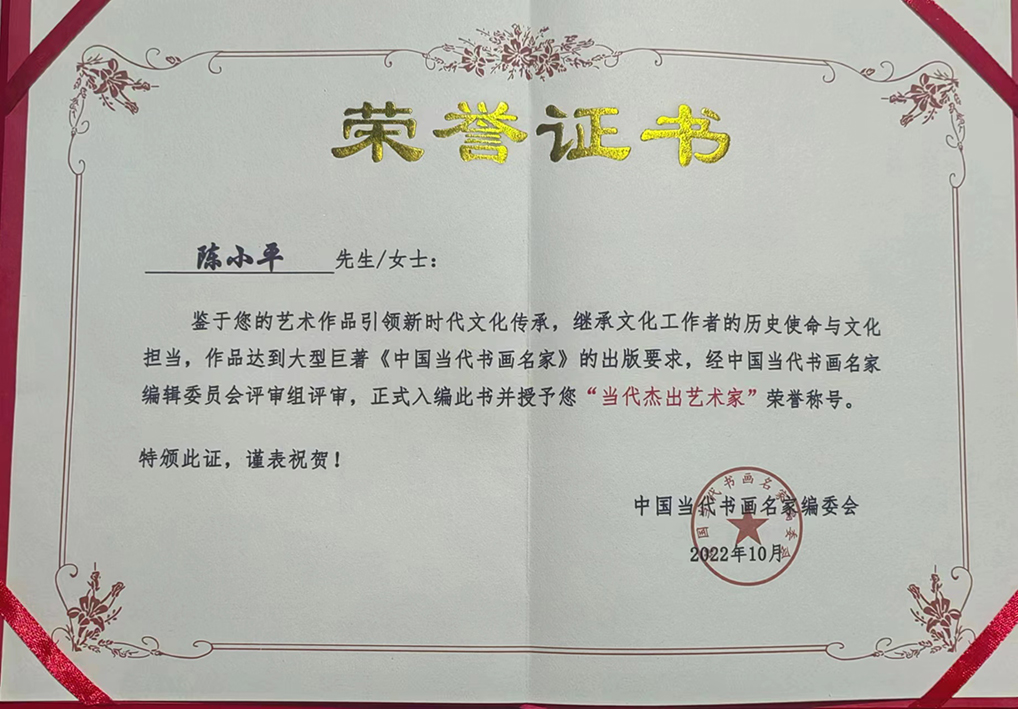 荣誉证书
陈小平 先生/女士：
鉴于您的艺术作品引领新时代文化传承，继承文化工作者的历史使命与文化
担当，作品达到大型巨著《中国当代书画名家》的出版要求，经中国当代书画名家
编辑委员会评审组评审，正式入编此书并授予您“当代杰出艺术家”荣誉称号。
特颁此证，谨表祝贺！
中国当代书画名家编委会
2022年10月